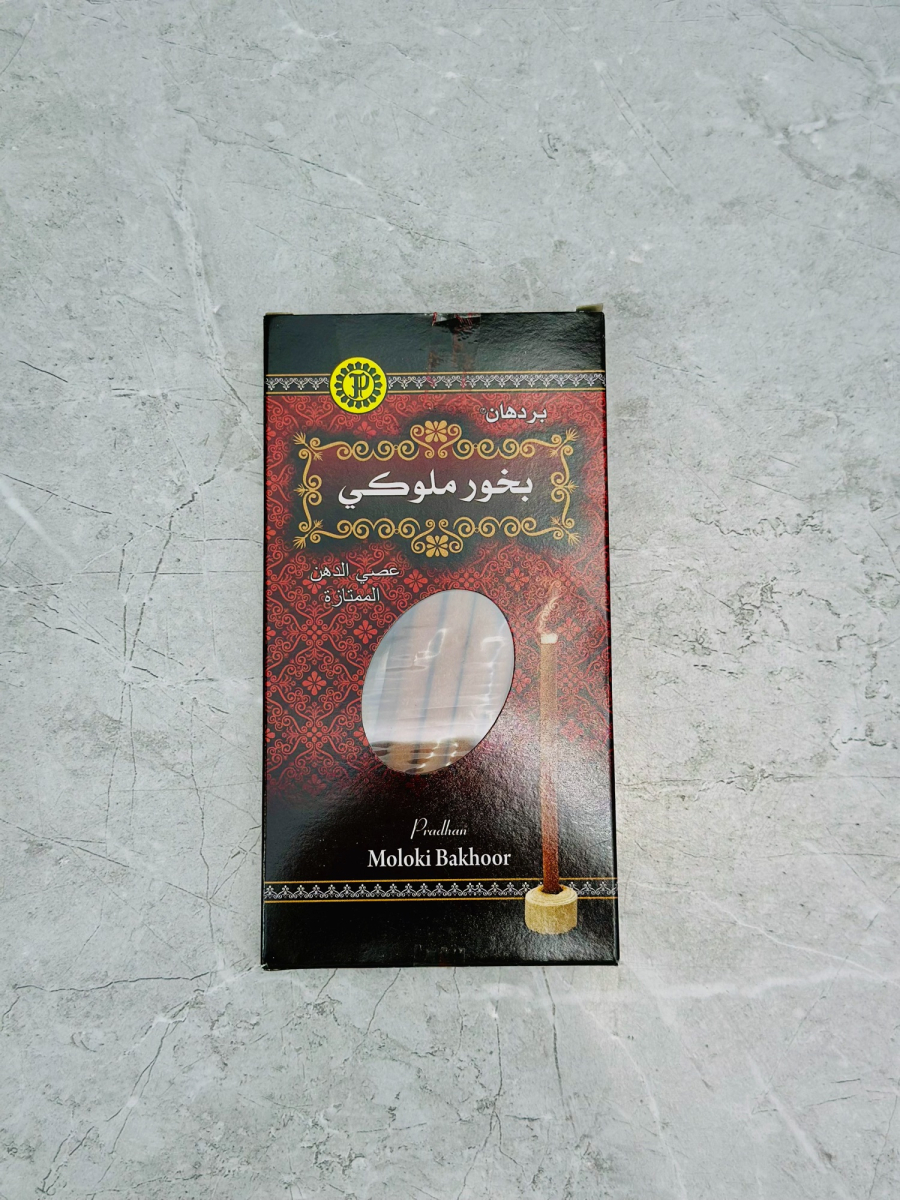 بردهان®
بخور ملوكي
عصي الدهن
الممتازة
Pradhan
Moloki Bakhoor